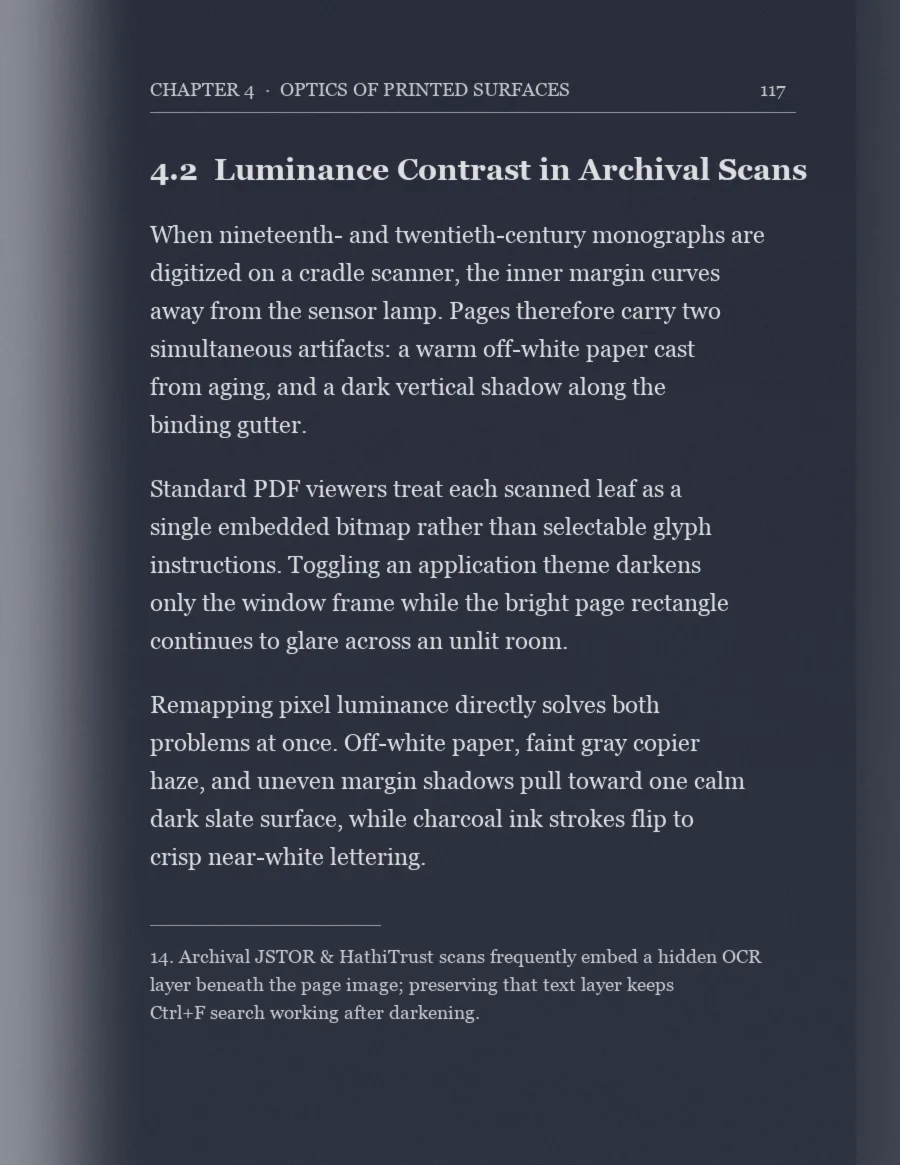 CHAPTER 4 · OPTICS OF PRINTED SURFACES 117
4.2 Luminance Contrast in Archival Scans
When nineteenth- and twentieth-century monographs are
digitized on a cradle scanner, the inner margin curves
away from the sensor lamp. Pages therefore carry two
simultaneous artifacts: a warm off-white paper cast
from aging, and a dark vertical shadow along the
binding gutter.
Standard PDF viewers treat each scanned leaf as a
single embedded bitmap rather than selectable glyph
instructions. Toggling an application theme darkens
only the window frame while the bright page rectangle
continues to glare across an unlit room.
Remapping pixel luminance directly solves both
problems at once. Off-white paper, faint gray copier
haze, and uneven margin shadows pull toward one calm
dark slate surface, while charcoal ink strokes flip to
crisp near-white lettering.
14. Archival JSTOR & HathiTrust scans frequently embed a hidden OCR
layer beneath the page image; preserving that text layer keeps
Ctrl+F search working after darkening.